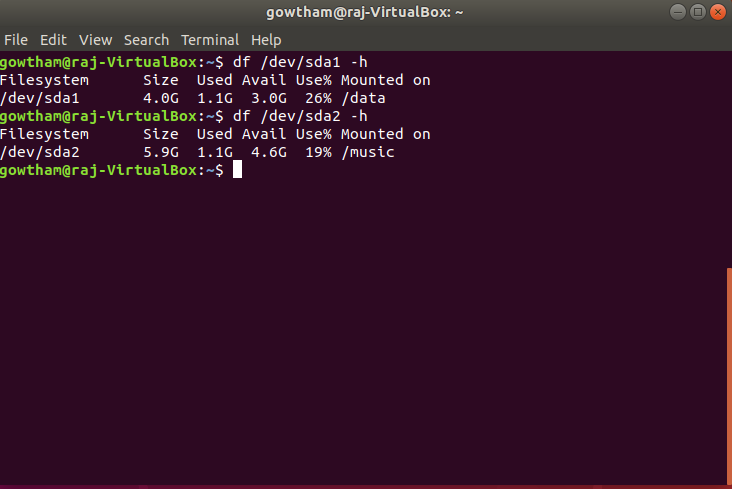 gowtham@raj-VirtualBox: ~
File Edit View Search Terminal Help
gowtham@raj-VirtualBox:~$ df /dev/sda1 -h
Filesystem      Size  Used Avail Use% Mounted on
/dev/sda1       4.0G  1.1G  3.0G  26% /data
gowtham@raj-VirtualBox:~$ df /dev/sda2 -h
Filesystem      Size  Used Avail Use% Mounted on
/dev/sda2       5.9G  1.1G  4.6G  19% /music
gowtham@raj-VirtualBox:~$